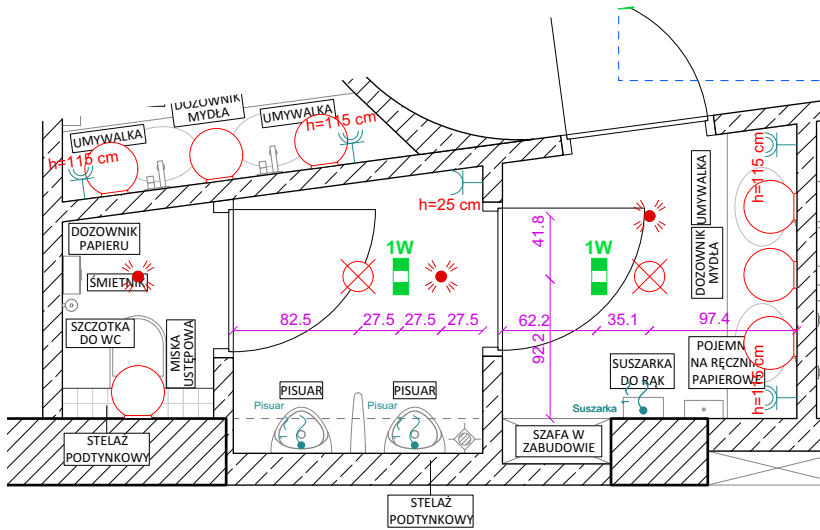 DOZOWNIK
MYDŁA
UMYWALKA
UMYWALKA
h=115 cm
h=115 cm
h=25 cm
DOZOWNIK
PAPIERU
ŚMIETNIK
SZCZOTKA
DO WC
MISKA
USTĘPOWA
STELAŻ
PODTYNKOWY
1W
82.5
27.5
27.5
27.5
PISUAR
PISUAR
Pisuar
Pisuar
STELAŻ
PODTYNKOWY
41.8
1W
62.2
92.2
35.1
97.4
UMYWALKA
DOZOWNIK
MYDŁA
h=115 cm
h=115 cm
SUSZARKA
DO RĄK
Suszarka
POJEMN
NA RĘCZNIK
PAPIEROW
SZAFA W
ZABUDOWIE